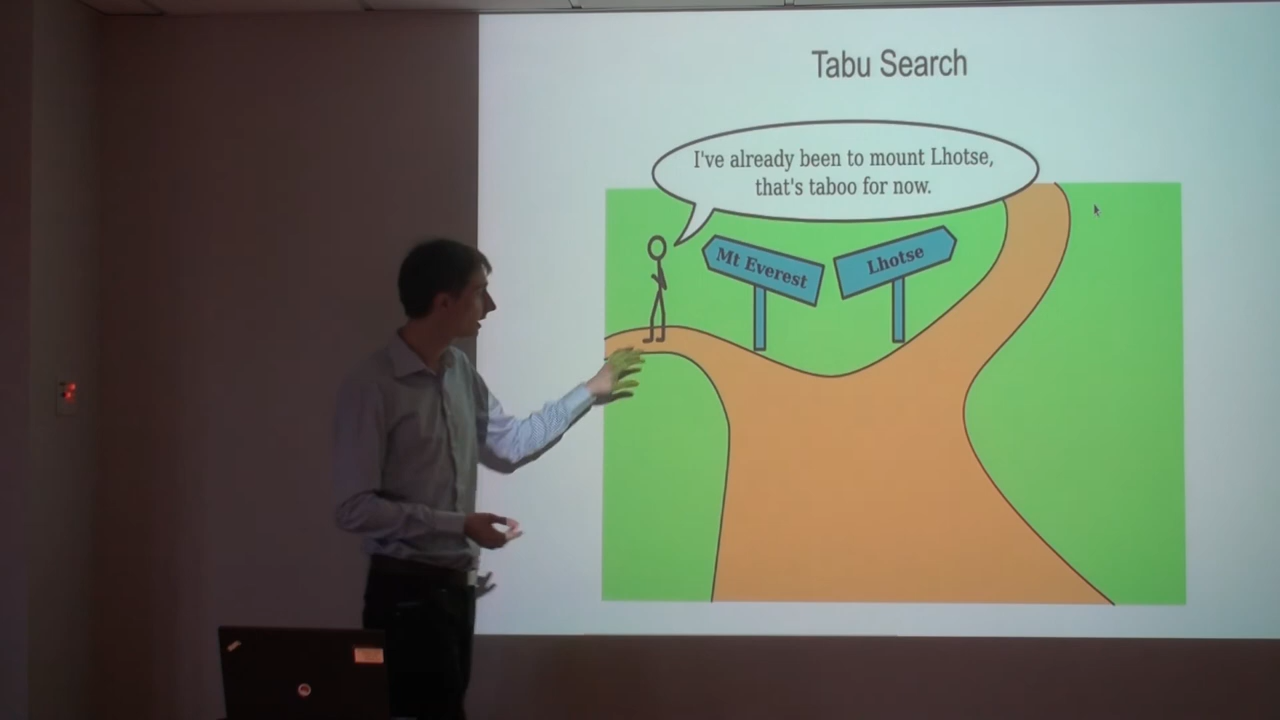 Tabu Search
I've already been to mount Lhotse,
that's taboo for now.
Mt Everest
Lhotse